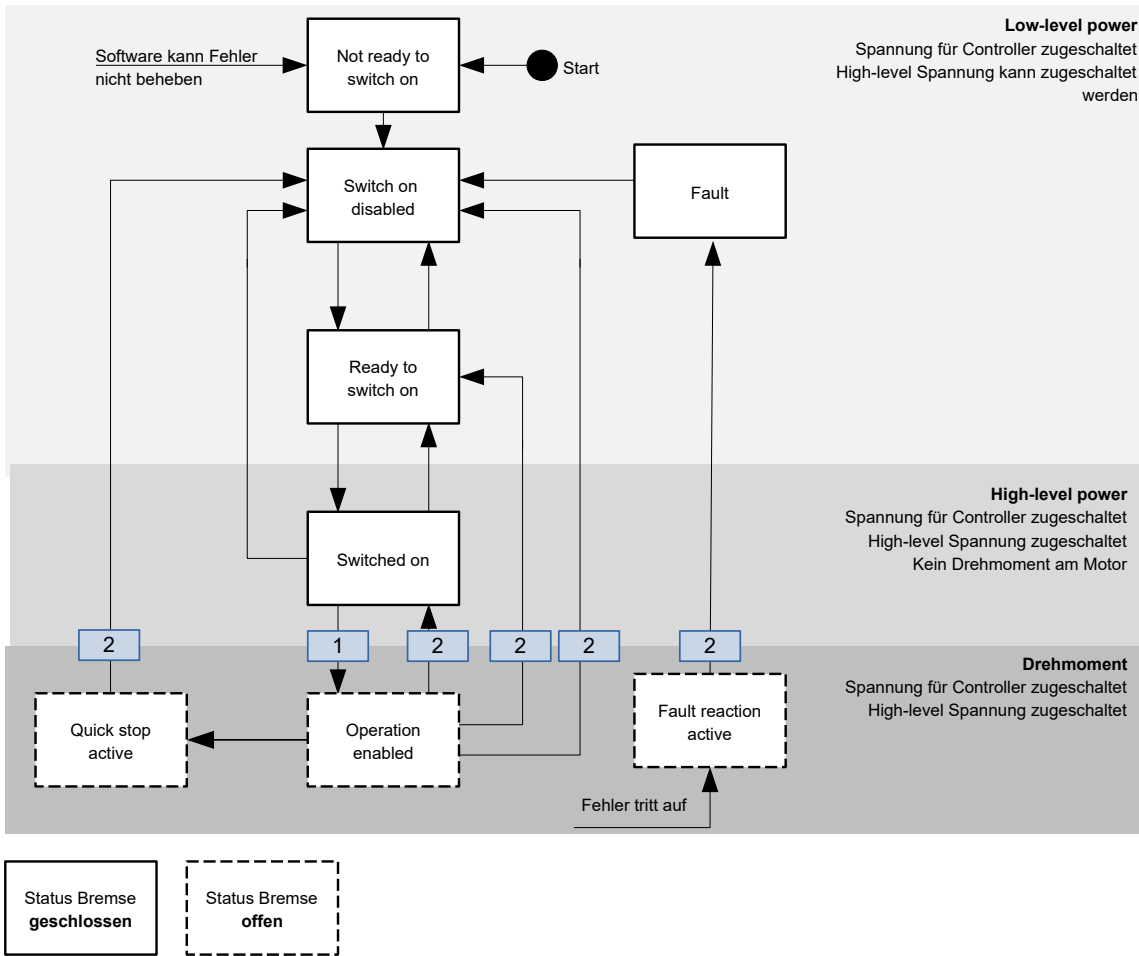 Low-level power
Spannung für Controller zugeschaltet
High-level Spannung kann zugeschaltet
werden
Software kann Fehler
nicht beheben
Not ready to
switch on
Start
Switch on
disabled
Fault
Ready to
switch on
High-level power
Spannung für Controller zugeschaltet
High-level Spannung zugeschaltet
Kein Drehmoment am Motor
Switched on
2
1
2
2
2
2
Drehmoment
Spannung für Controller zugeschaltet
High-level Spannung zugeschaltet
Quick stop
active
Operation
enabled
Fault reaction
active
Fehler tritt auf
Status Bremse
geschlossen
Status Bremse
offen